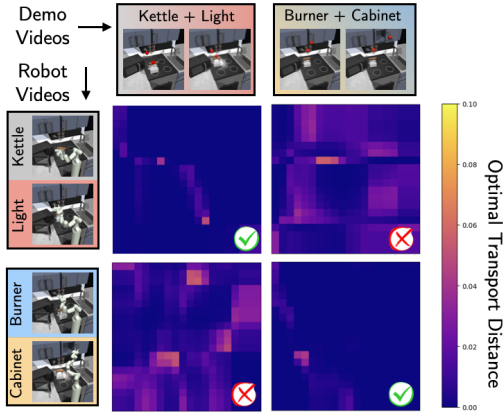 Demo
Videos
Kettle + Light
Burner + Cabinet
Robot
Videos
Kettle
Light
Burner
Cabinet
0.10
0.08
0.06
0.04
0.02
0.00
Optimal Transport Distance